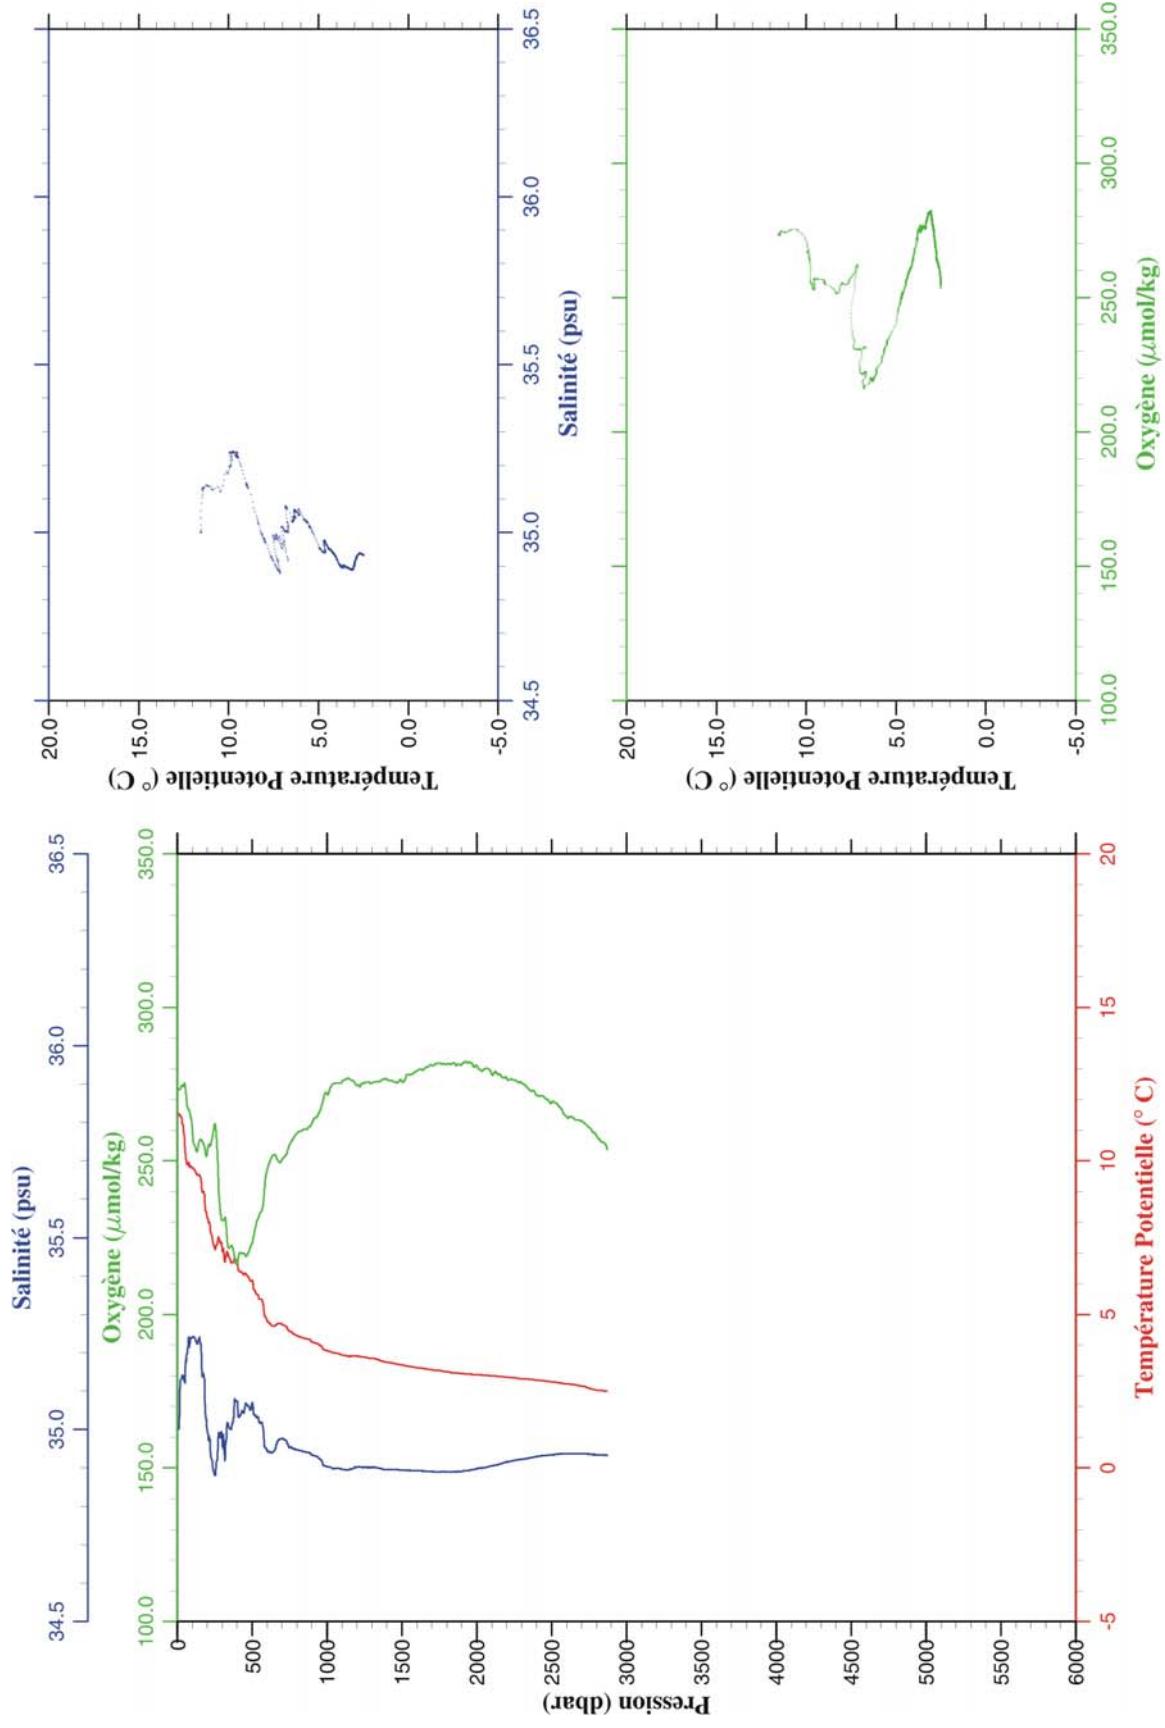 Salinité (psu)
34.5 35.0 35.5 36.0 36.5
Oxygène (μmol/kg)
100.0 150.0 200.0 250.0 300.0 350.0
Pression (dbar)
0
500
1000
1500
2000
2500
3000
3500
4000
4500
5000
5500
6000
-5 0 5 10 15 20
Température Potentielle (° C)
Température Potentielle (° C)
20.0
15.0
10.0
5.0
0.0
-5.0
34.5 35.0 35.5 36.0 36.5
Salinité (psu)
Température Potentielle (° C)
20.0
15.0
10.0
5.0
0.0
-5.0
100.0 150.0 200.0 250.0 300.0 350.0
Oxygène (μmol/kg)